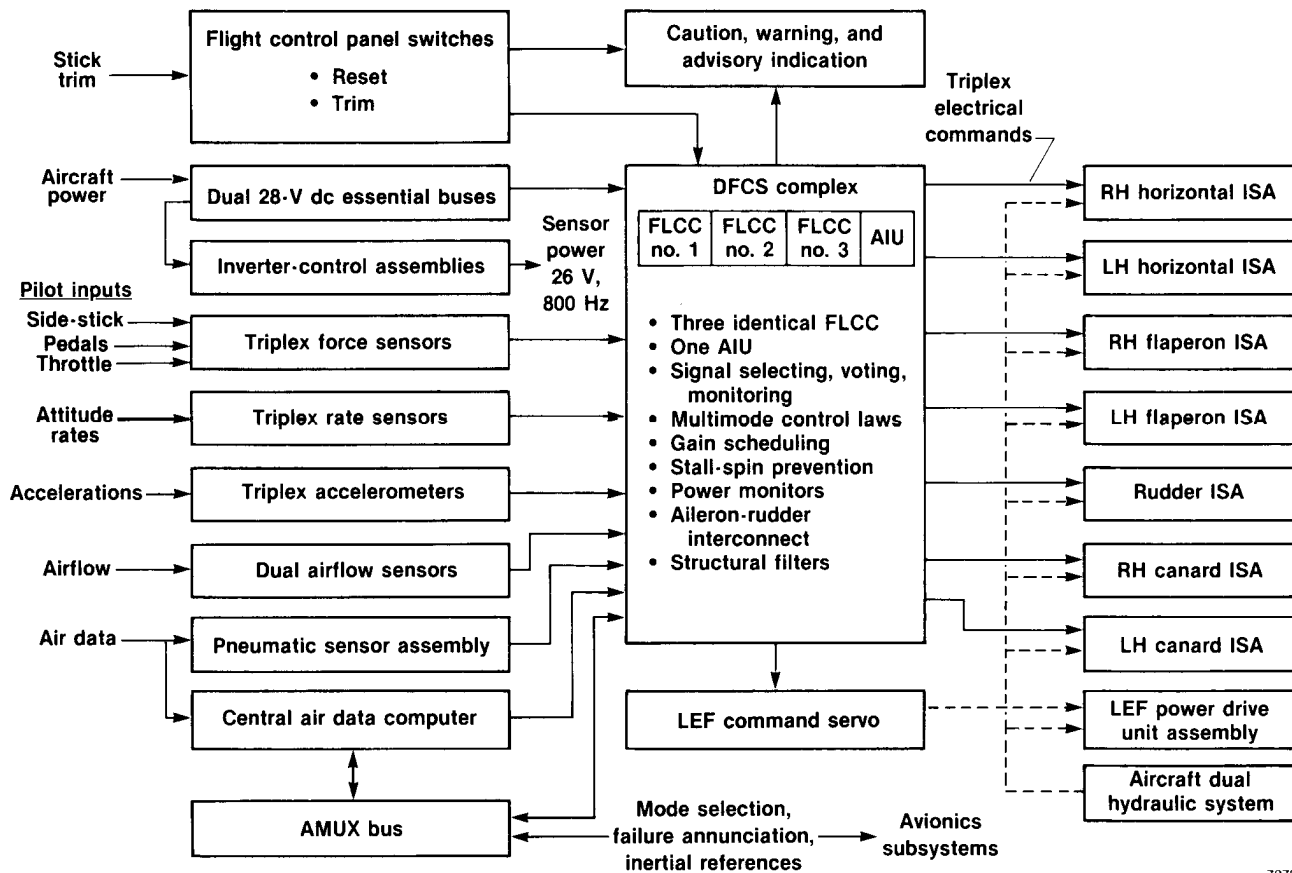 Stick
trim
Flight control panel switches
• Reset
• Trim
Caution, warning, and
advisory indication
Triplex
electrical
commands
Aircraft
power
Dual 28-V dc essential buses
Inverter-control assemblies
Sensor
power
26 V,
800 Hz
Pilot inputs
Side-stick
Pedals
Throttle
Triplex force sensors
Attitude
rates
Triplex rate sensors
Accelerations
Triplex accelerometers
Airflow
Dual airflow sensors
Air data
Pneumatic sensor assembly
Central air data computer
AMUX bus
DFCS complex
FLCC
no. 1
FLCC
no. 2
FLCC
no. 3
AIU
• Three identical FLCC
• One AIU
• Signal selecting, voting,
monitoring
• Multimode control laws
• Gain scheduling
• Stall-spin prevention
• Power monitors
• Aileron-rudder
interconnect
• Structural filters
LEF command servo
Mode selection,
failure annunciation,
inertial references
Avionics
subsystems
RH horizontal ISA
LH horizontal ISA
RH flaperon ISA
LH flaperon ISA
Rudder ISA
RH canard ISA
LH canard ISA
LEF power drive
unit assembly
Aircraft dual
hydraulic system